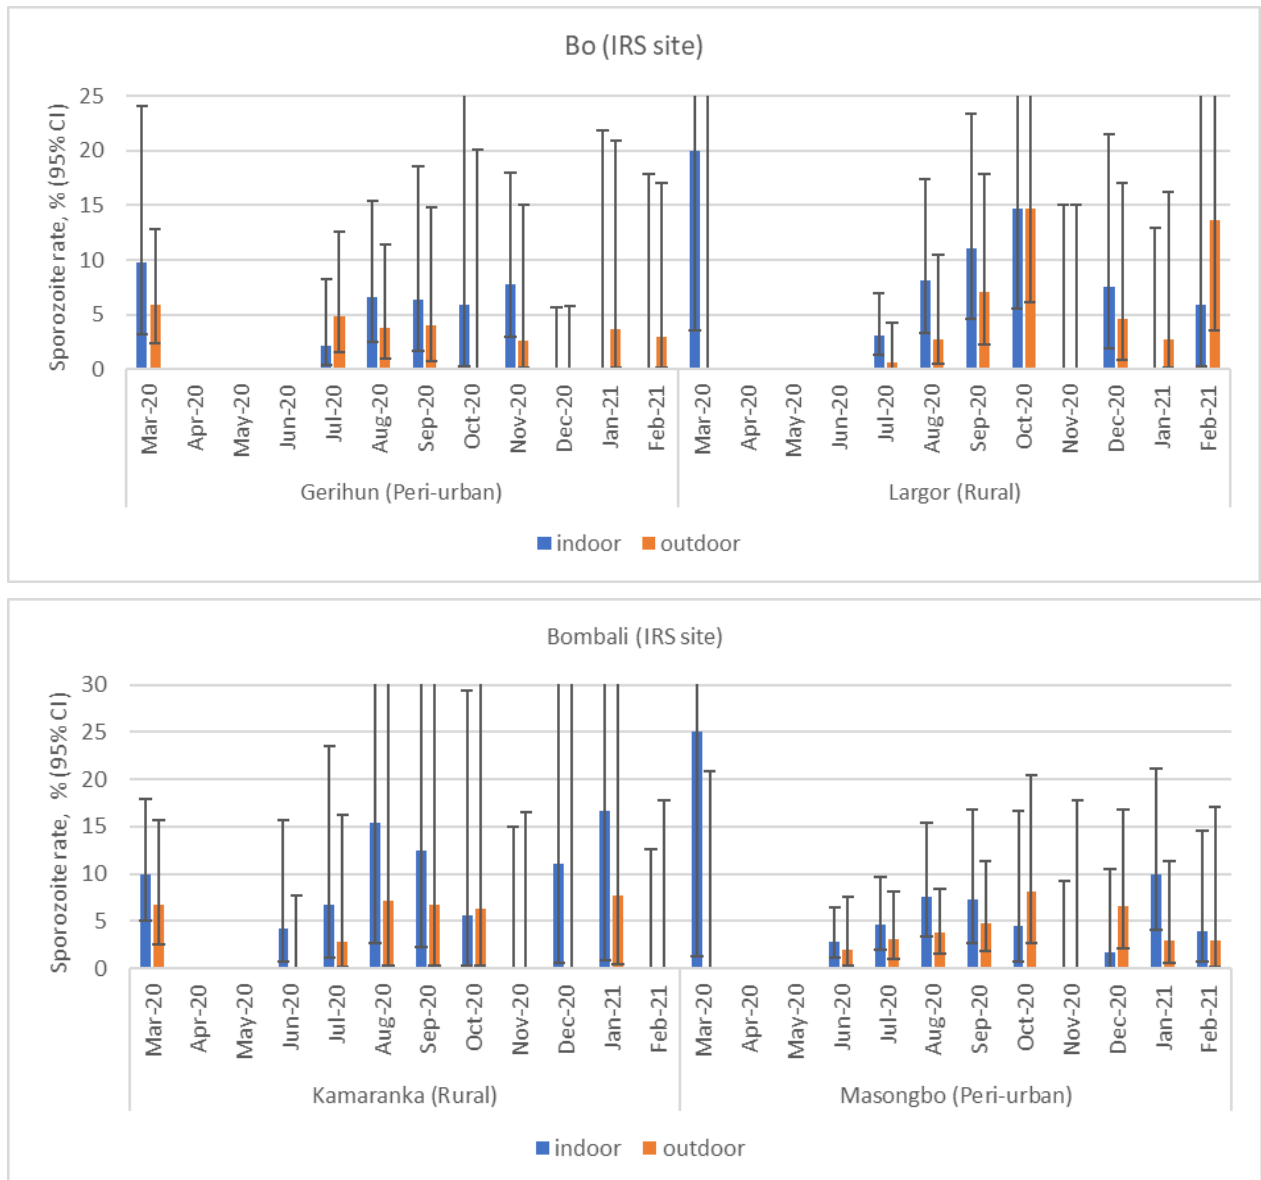 Bo (IRS site)
Sporozoite rate, % (95% CI)
25
20
15
10
5
0
Mar-20 Apr-20 May-20 Jun-20 Jul-20 Aug-20 Sep-20 Oct-20 Nov-20 Dec-20 Jan-21 Feb-21 Mar-20 Apr-20 May-20 Jun-20 Jul-20 Aug-20 Sep-20 Oct-20 Nov-20 Dec-20 Jan-21 Feb-21
Gerihun (Peri-urban) Largor (Rural)
indoor outdoor
Bombali (IRS site)
Sporozoite rate, % (95% CI)
30
25
20
15
10
5
0
Mar-20 Apr-20 May-20 Jun-20 Jul-20 Aug-20 Sep-20 Oct-20 Nov-20 Dec-20 Jan-21 Feb-21 Mar-20 Apr-20 May-20 Jun-20 Jul-20 Aug-20 Sep-20 Oct-20 Nov-20 Dec-20 Jan-21 Feb-21
Kamaranka (Rural) Masongbo (Peri-urban)
indoor outdoor